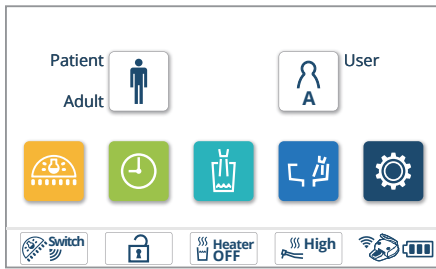 Patient
User
Adult
A
Switch
Heater
OFF
High